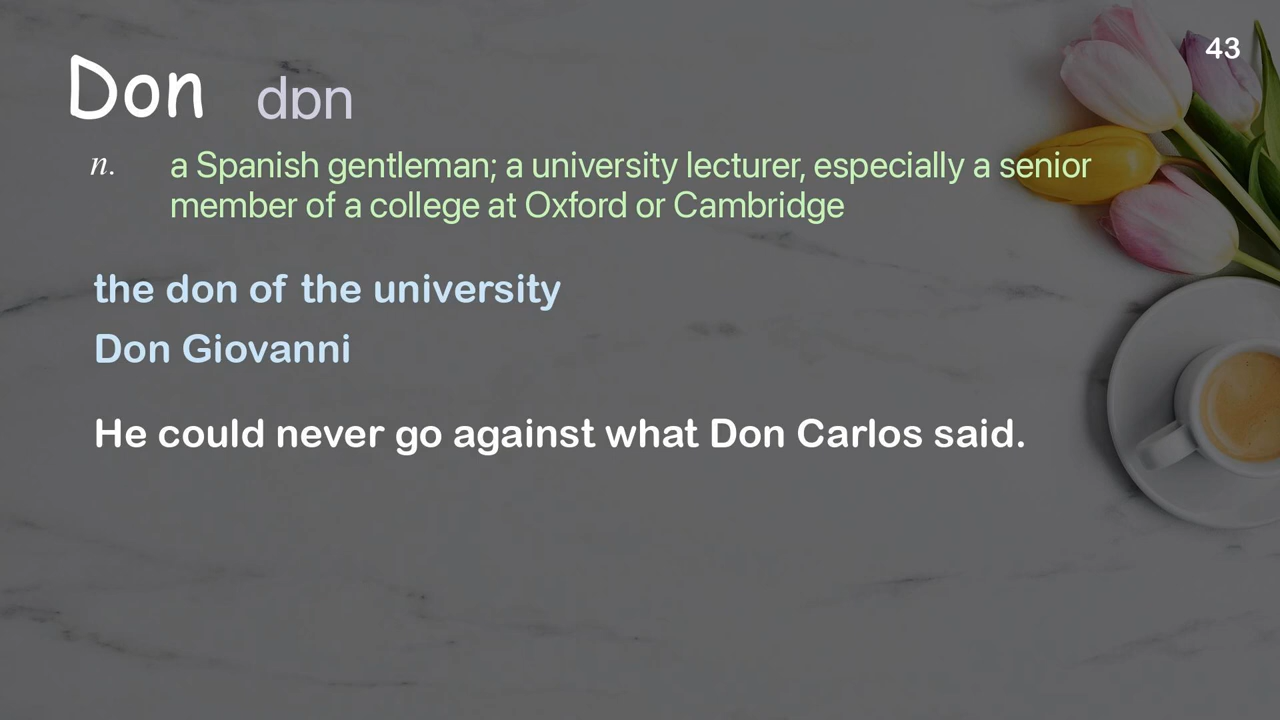 43
Don dɒn
n. a Spanish gentleman; a university lecturer, especially a senior
member of a college at Oxford or Cambridge
the don of the university
Don Giovanni
He could never go against what Don Carlos said.